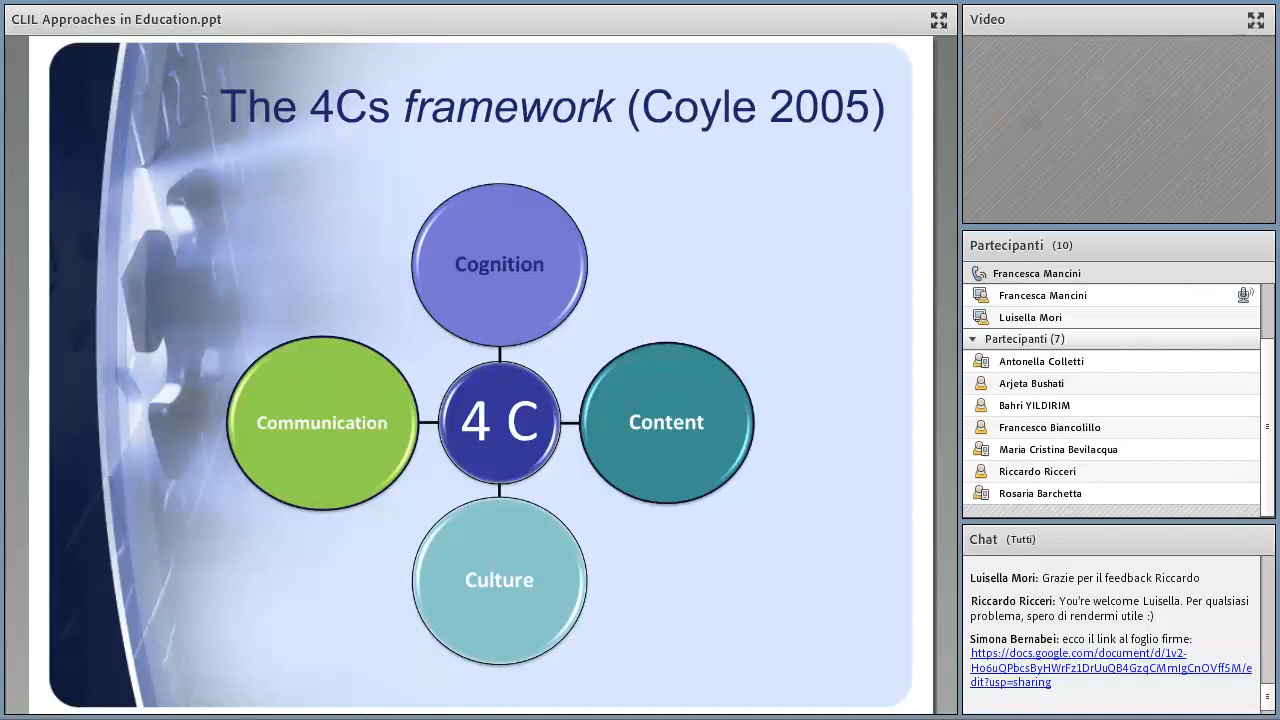 CLIL Approaches in Education.ppt
The 4Cs framework (Coyle 2005)
Cognition
Communication
4 C
Content
Culture
Video
Partecipanti (10)
Francesca Mancini
Francesca Mancini
Luisella Mori
Partecipanti (7)
Antonella Colletti
Arjeta Bushati
Bahri YILDIRIM
Francesco Biancolillo
Maria Cristina Bevilacqua
Riccardo Ricceri
Rosaria Barchetta
Chat (Tutti)
Luisella Mori: Grazie per il feedback Riccardo
Riccardo Ricceri: You're welcome Luisella. Per qualsiasi
problema, spero di rendermi utile :)
Simona Bernabei: ecco il link al foglio firme:
https://docs.google.com/document/d/1v2-
Ho6uQPbcsByHWrFz1DrUuQB4GzqCMmIgCnOVff5M/e
dit?usp=sharing